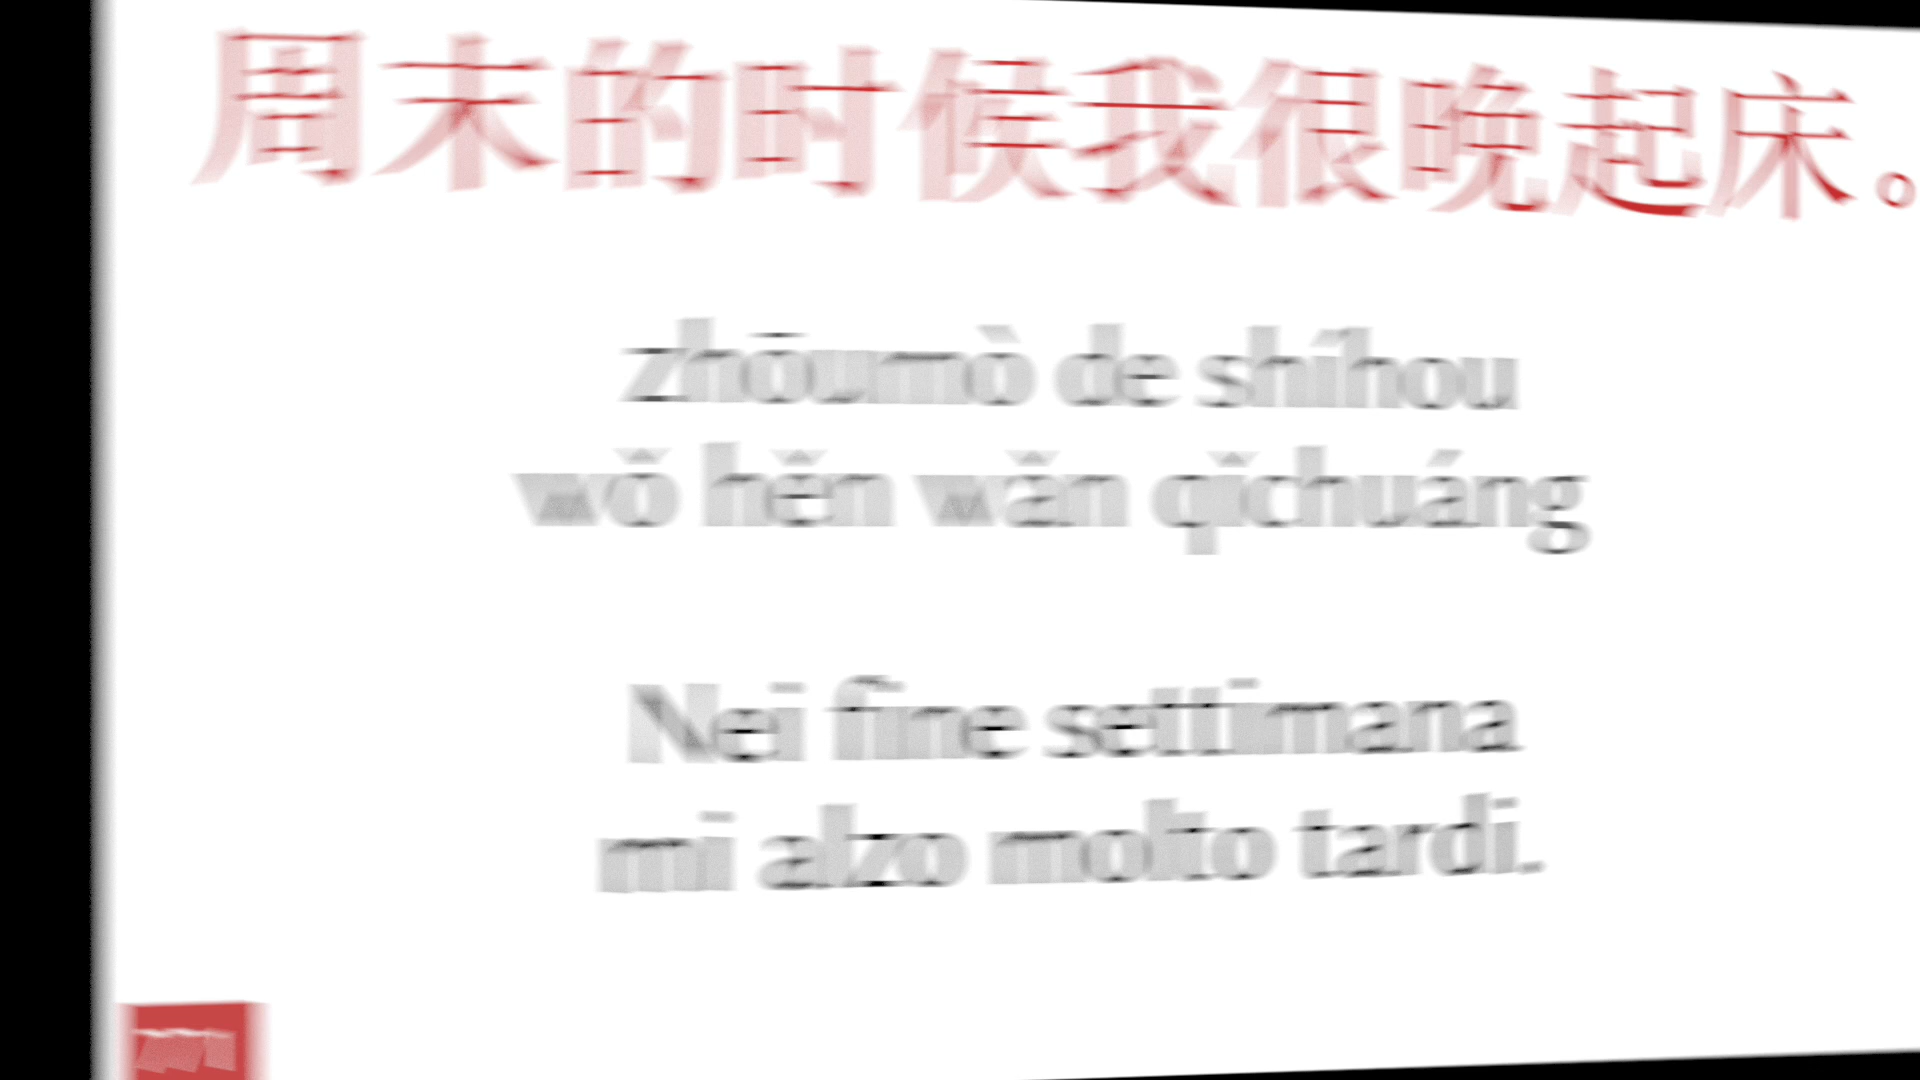 周末的时候我很晚起床。
zhōumò de shíhou
wǒ hěn wǎn qǐchuáng
Nei fine settimana
mi alzo molto tardi.